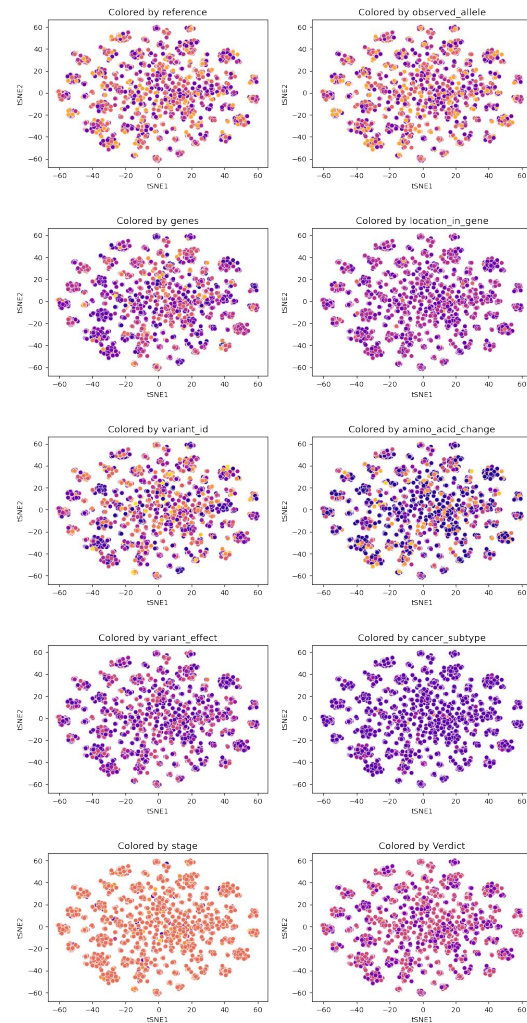 Colored by reference
Colored by observed_allele
60
40
20
0
−20
−40
−60
tSNE2
−60 −40 −20 0 20 40 60
tSNE1
60
40
20
0
−20
−40
−60
tSNE2
−60 −40 −20 0 20 40 60
tSNE1
Colored by genes
Colored by location_in_gene
60
40
20
0
−20
−40
−60
tSNE2
−60 −40 −20 0 20 40 60
tSNE1
60
40
20
0
−20
−40
−60
tSNE2
−60 −40 −20 0 20 40 60
tSNE1
Colored by variant_id
Colored by amino_acid_change
60
40
20
0
−20
−40
−60
tSNE2
−60 −40 −20 0 20 40 60
tSNE1
60
40
20
0
−20
−40
−60
tSNE2
−60 −40 −20 0 20 40 60
tSNE1
Colored by variant_effect
Colored by cancer_subtype
60
40
20
0
−20
−40
−60
tSNE2
−60 −40 −20 0 20 40 60
tSNE1
60
40
20
0
−20
−40
−60
tSNE2
−60 −40 −20 0 20 40 60
tSNE1
Colored by stage
Colored by Verdict
60
40
20
0
−20
−40
−60
tSNE2
−60 −40 −20 0 20 40 60
tSNE1
60
40
20
0
−20
−40
−60
tSNE2
−60 −40 −20 0 20 40 60
tSNE1